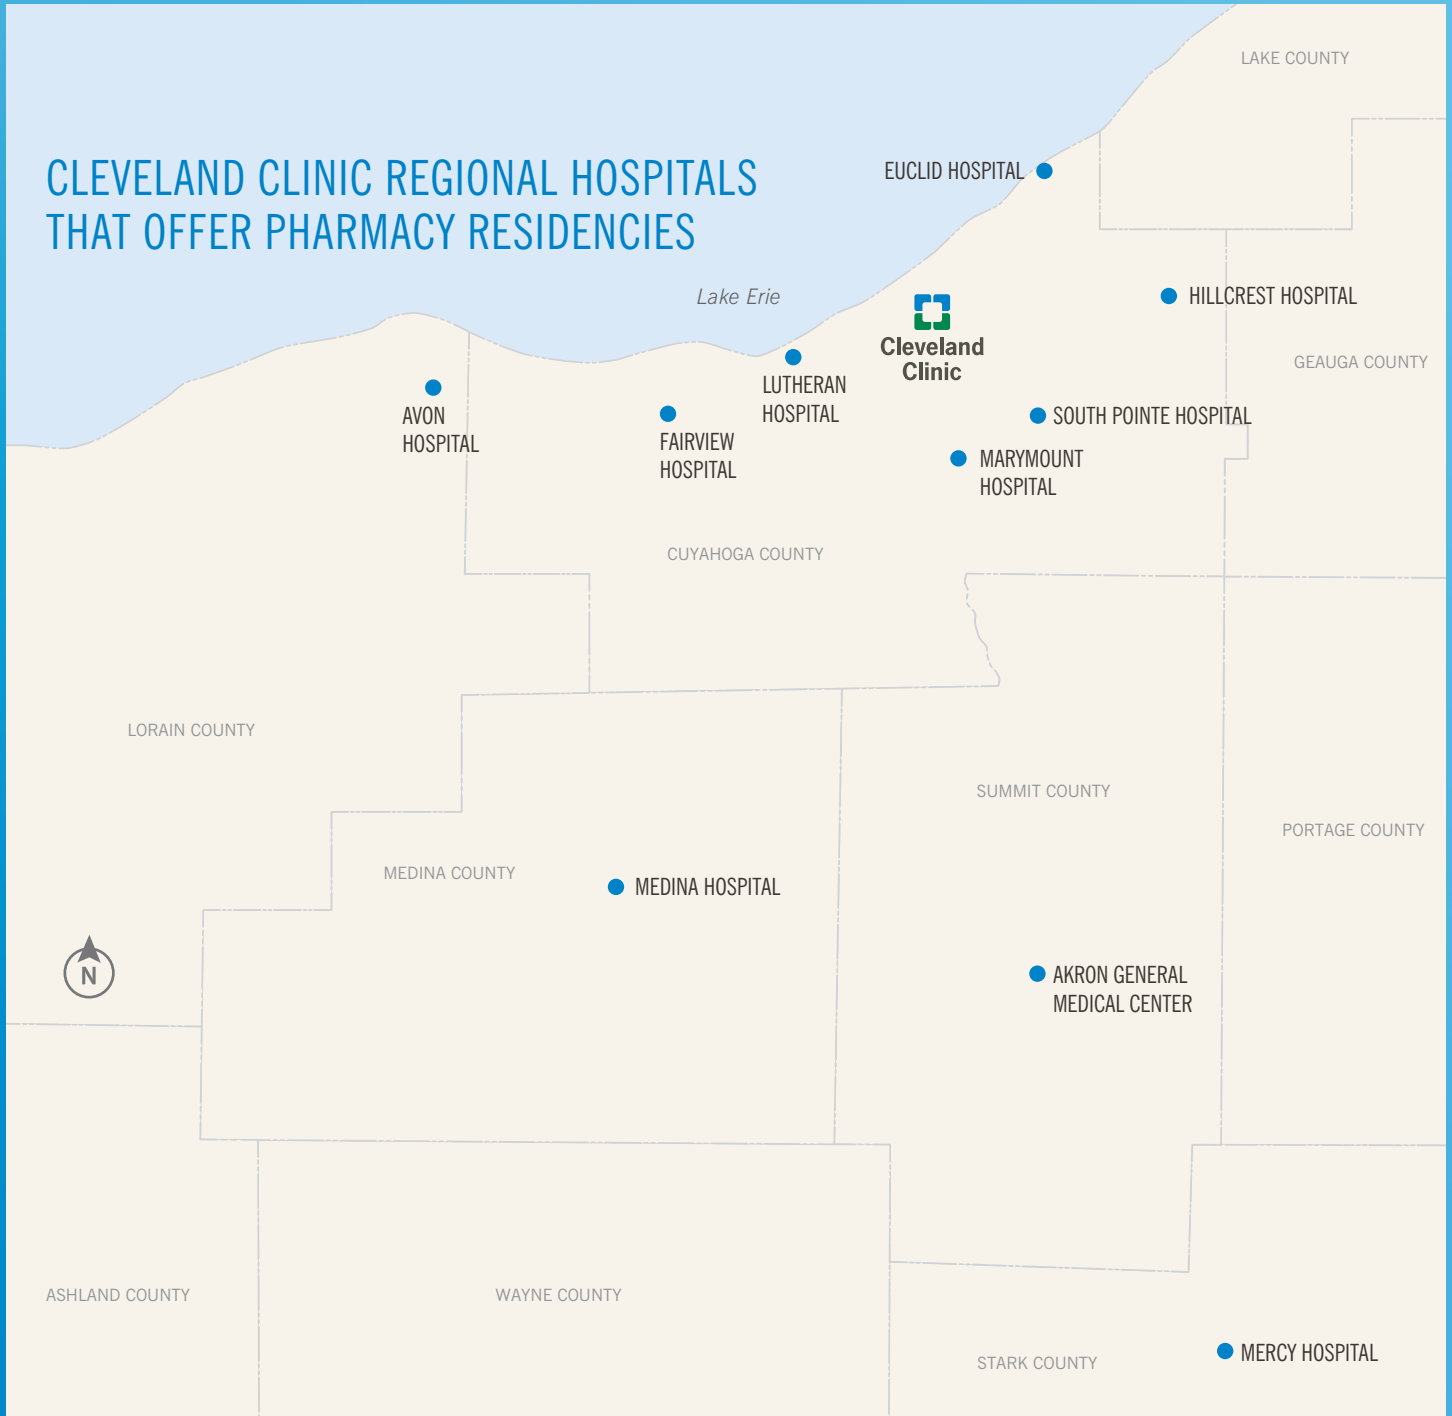 LAKE COUNTY
CLEVELAND CLINIC REGIONAL HOSPITALS
THAT OFFER PHARMACY RESIDENCIES
EUCLID HOSPITAL
Lake Erie
HILLCREST HOSPITAL
Cleveland
Clinic
GEAUGA COUNTY
LUTHERAN
HOSPITAL
AVON
HOSPITAL
FAIRVIEW
HOSPITAL
SOUTH POINTE HOSPITAL
MARYMOUNT
HOSPITAL
CUYAHOGA COUNTY
LORAIN COUNTY
SUMMIT COUNTY
PORTAGE COUNTY
MEDINA COUNTY
MEDINA HOSPITAL
N
AKRON GENERAL
MEDICAL CENTER
ASHLAND COUNTY
WAYNE COUNTY
STARK COUNTY
MERCY HOSPITAL